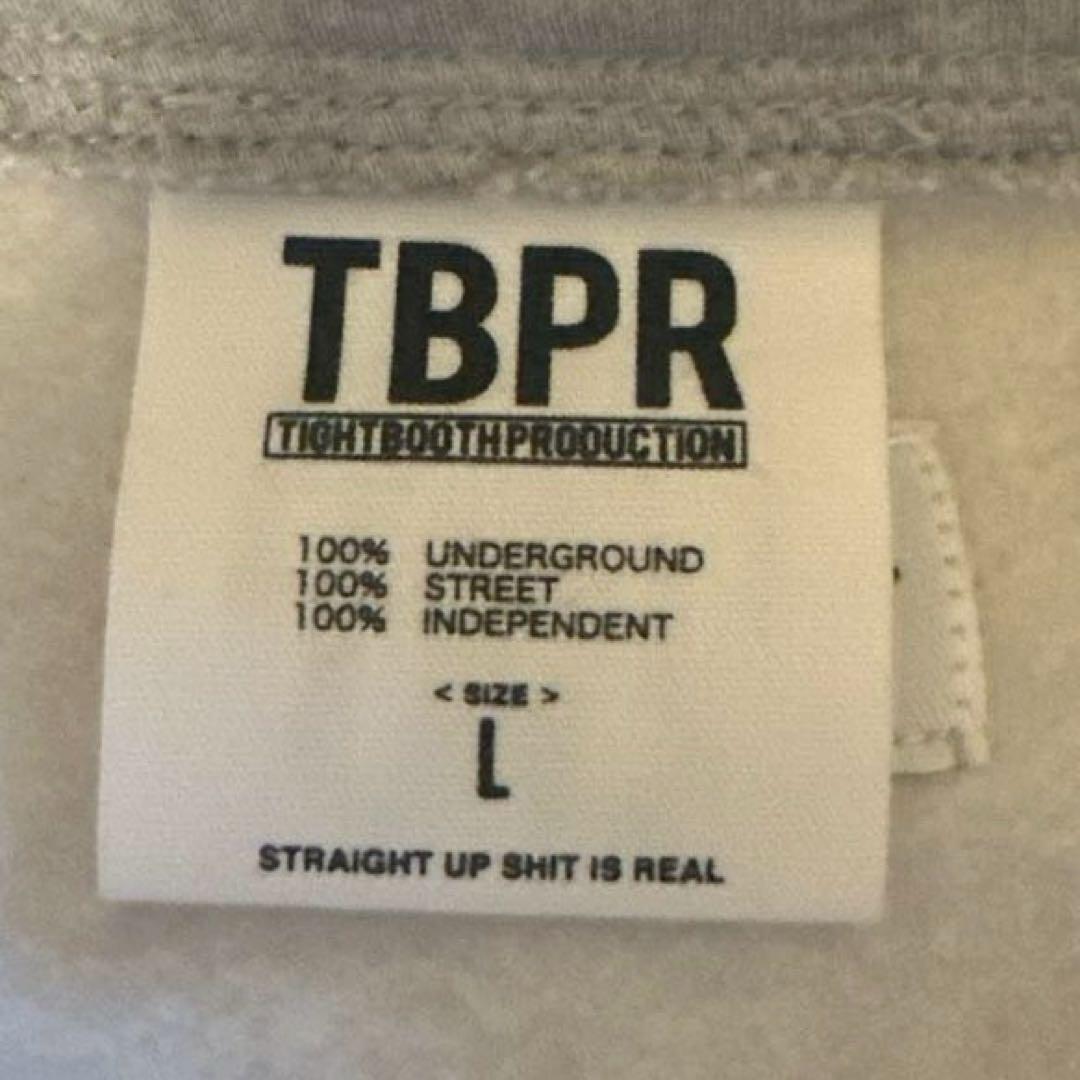 TBPR
TIGHTBOOTHPRODUCTION
100% UNDERGROUND
100% STREET
100% INDEPENDENT
< SIZE >
L
STRAIGHT UP SHIT IS REAL